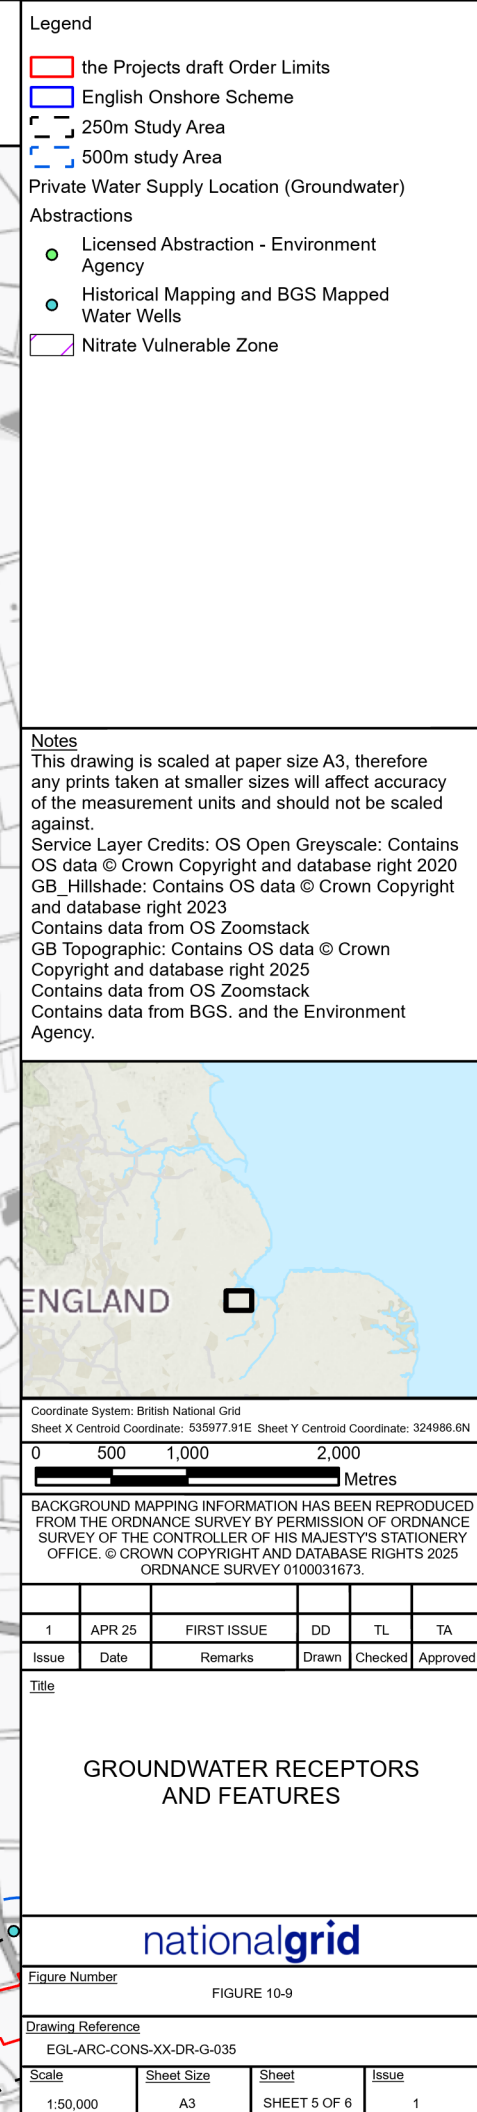 Legend
the Projects draft Order Limits
English Onshore Scheme
250m Study Area
500m study Area
Private Water Supply Location (Groundwater)
Abstractions
Licensed Abstraction - Environment
Agency
Historical Mapping and BGS Mapped
Water Wells
Nitrate Vulnerable Zone
Notes
This drawing is scaled at paper size A3, therefore
any prints taken at smaller sizes will affect accuracy
of the measurement units and should not be scaled
against.
Service Layer Credits: OS Open Greyscale: Contains
OS data © Crown Copyright and database right 2020
GB_Hillshade: Contains OS data © Crown Copyright
and database right 2023
Contains data from OS Zoomstack
GB Topographic: Contains OS data © Crown
Copyright and database right 2025
Contains data from OS Zoomstack
Contains data from BGS. and the Environment
Agency.
ENGLAND
Coordinate System: British National Grid
Sheet X Centroid Coordinate: 535977.91E Sheet Y Centroid Coordinate: 324986.6N
0 500 1,000 2,000
Metres
BACKGROUND MAPPING INFORMATION HAS BEEN REPRODUCED
FROM THE ORDNANCE SURVEY BY PERMISSION OF ORDNANCE
SURVEY OF THE CONTROLLER OF HIS MAJESTY'S STATIONERY
OFFICE. © CROWN COPYRIGHT AND DATABASE RIGHTS 2025
ORDNANCE SURVEY 0100031673.
1 APR 25 FIRST ISSUE DD TL TA
Issue Date Remarks Drawn Checked Approved
Title
GROUNDWATER RECEPTORS
AND FEATURES
nationalgrid
Figure Number
FIGURE 10-9
Drawing Reference
EGL-ARC-CONS-XX-DR-G-035
Scale Sheet Size Sheet Issue
1:50,000 A3 SHEET 5 OF 6 1